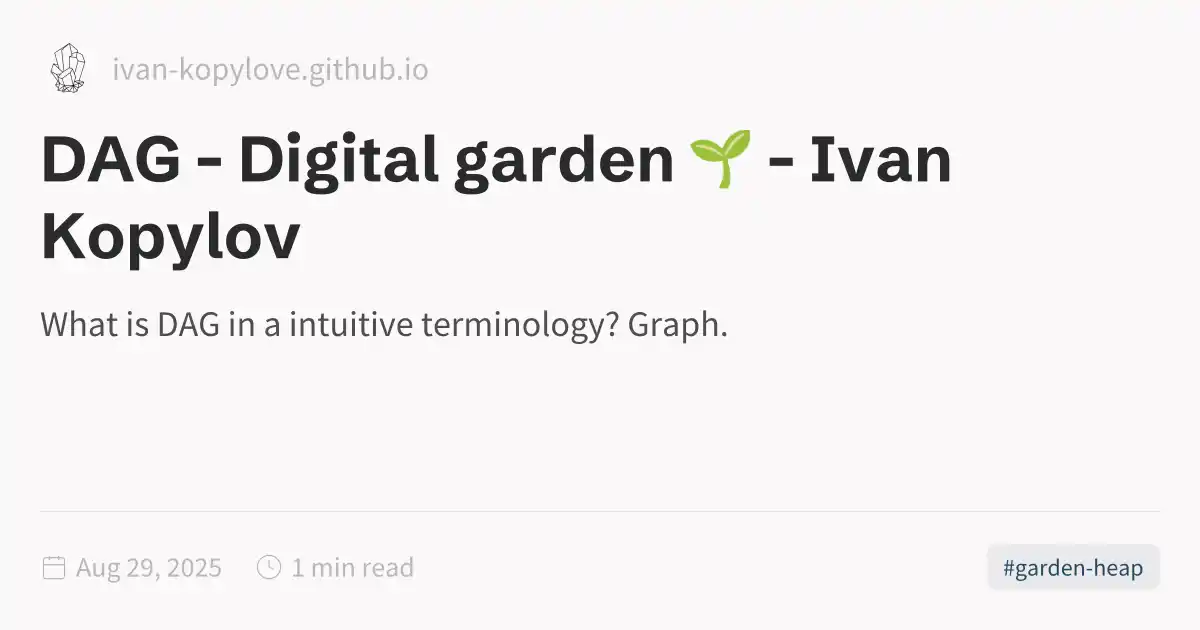 ivan-kopylove.github.io
DAG - Digital garden 🌱 - Ivan
Kopylov
What is DAG in a intuitive terminology? Graph.
Aug 29, 2025 1 min read #garden-heap